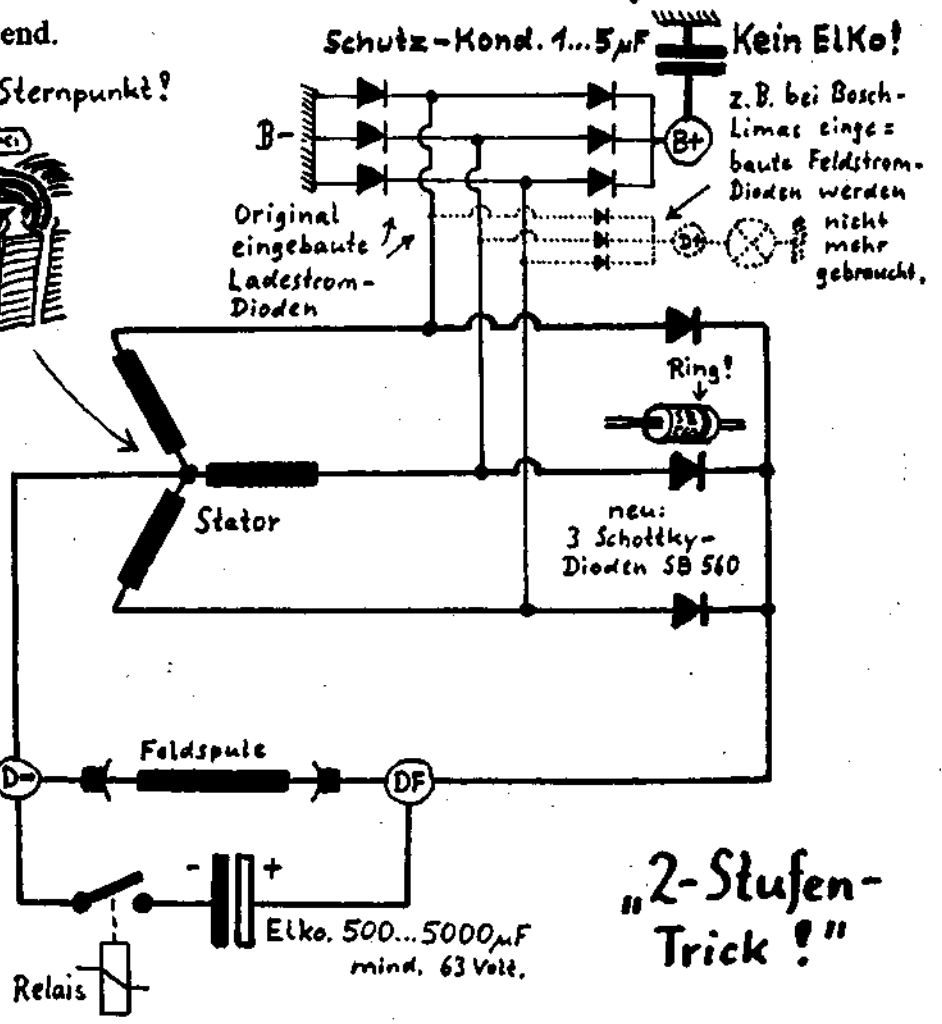 end.
Sternpunkt!
Schutz-Kond. 1...5µF
Kein ElKo!
B-
B+
z.B. bei Bosch-
Limas einge=
baute Feldstrom-
Dioden werden
nicht
mehr
gebraucht.
D+
Original
eingebaute
Ladestrom-
Dioden
Ring!
SB
560
Stator
neu:
3 Schottky-
Dioden SB 560
Feldspule
D-
DF
- +
Elko. 500...5000µF
mind. 63 Volt.
Relais
„2-Stufen-
Trick!"